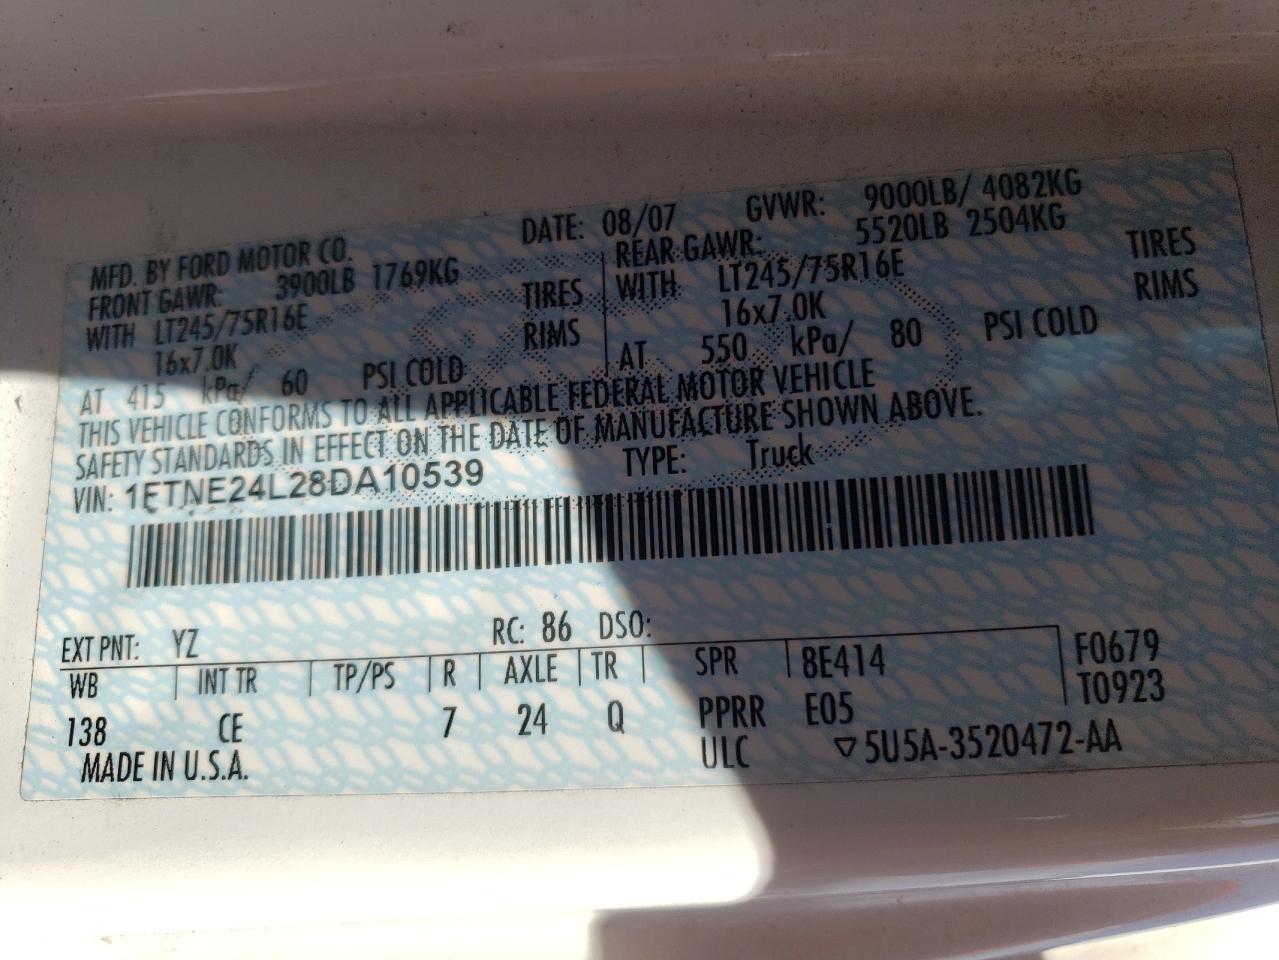 MFD. BY FORD MOTOR CO. DATE: 08/07 GVWR: 9000LB/ 4082KG
FRONT GAWR: 3900LB 1769KG REAR GAWR: 5520LB 2504KG
WITH LT245/75R16E TIRES WITH LT245/75R16E TIRES
16x7.0K RIMS 16x7.0K RIMS
AT 415 kPa/ 60 PSI COLD AT 550 kPa/ 80 PSI COLD
THIS VEHICLE CONFORMS TO ALL APPLICABLE FEDERAL MOTOR VEHICLE
SAFETY STANDARDS IN EFFECT ON THE DATE OF MANUFACTURE SHOWN ABOVE.
VIN: 1FTNE24L28DA10539 TYPE: Truck
EXT PNT: YZ RC: 86 DSO:
WB INT TR TP/PS R AXLE TR SPR 8E414 F0679
138 CE 7 24 Q PPRR E05 T0923
MADE IN U.S.A. ULC ▽5U5A-3520472-AA